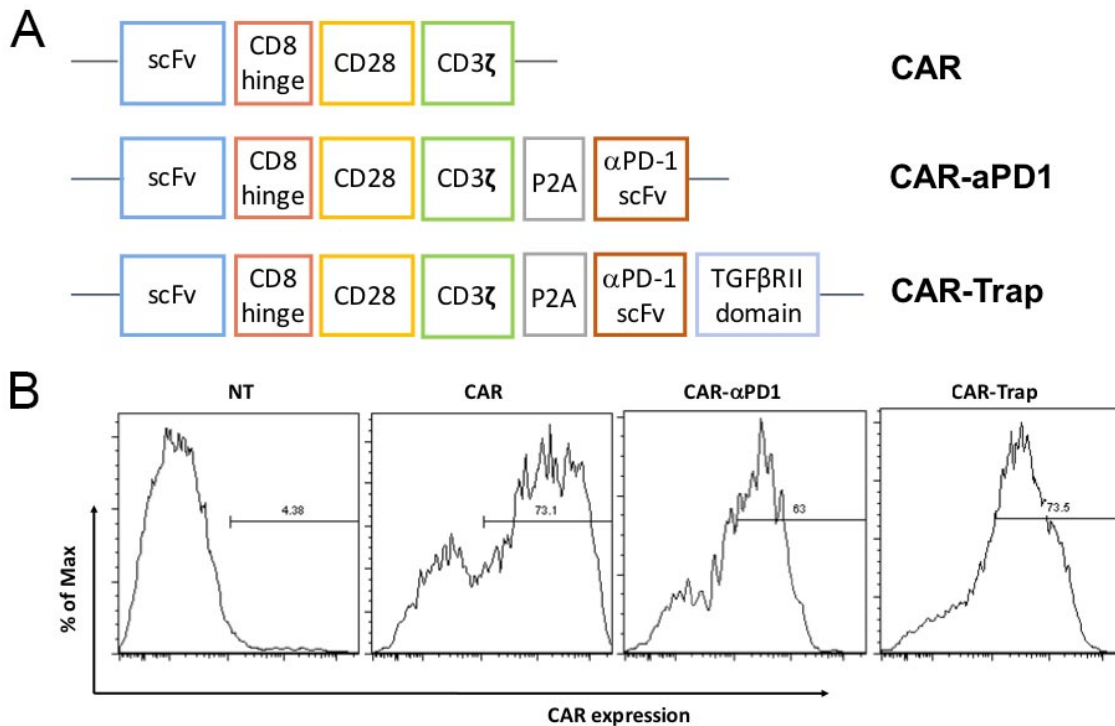 A
scFv
CD8
hinge
CD28
CD3ζ
CAR
scFv
CD8
hinge
CD28
CD3ζ
P2A
αPD-1
scFv
CAR-aPD1
scFv
CD8
hinge
CD28
CD3ζ
P2A
αPD-1
scFv
TGFβRII
domain
CAR-Trap
B
NT
CAR
CAR-αPD1
CAR-Trap
4.38
73.1
63
73.5
% of Max
CAR expression